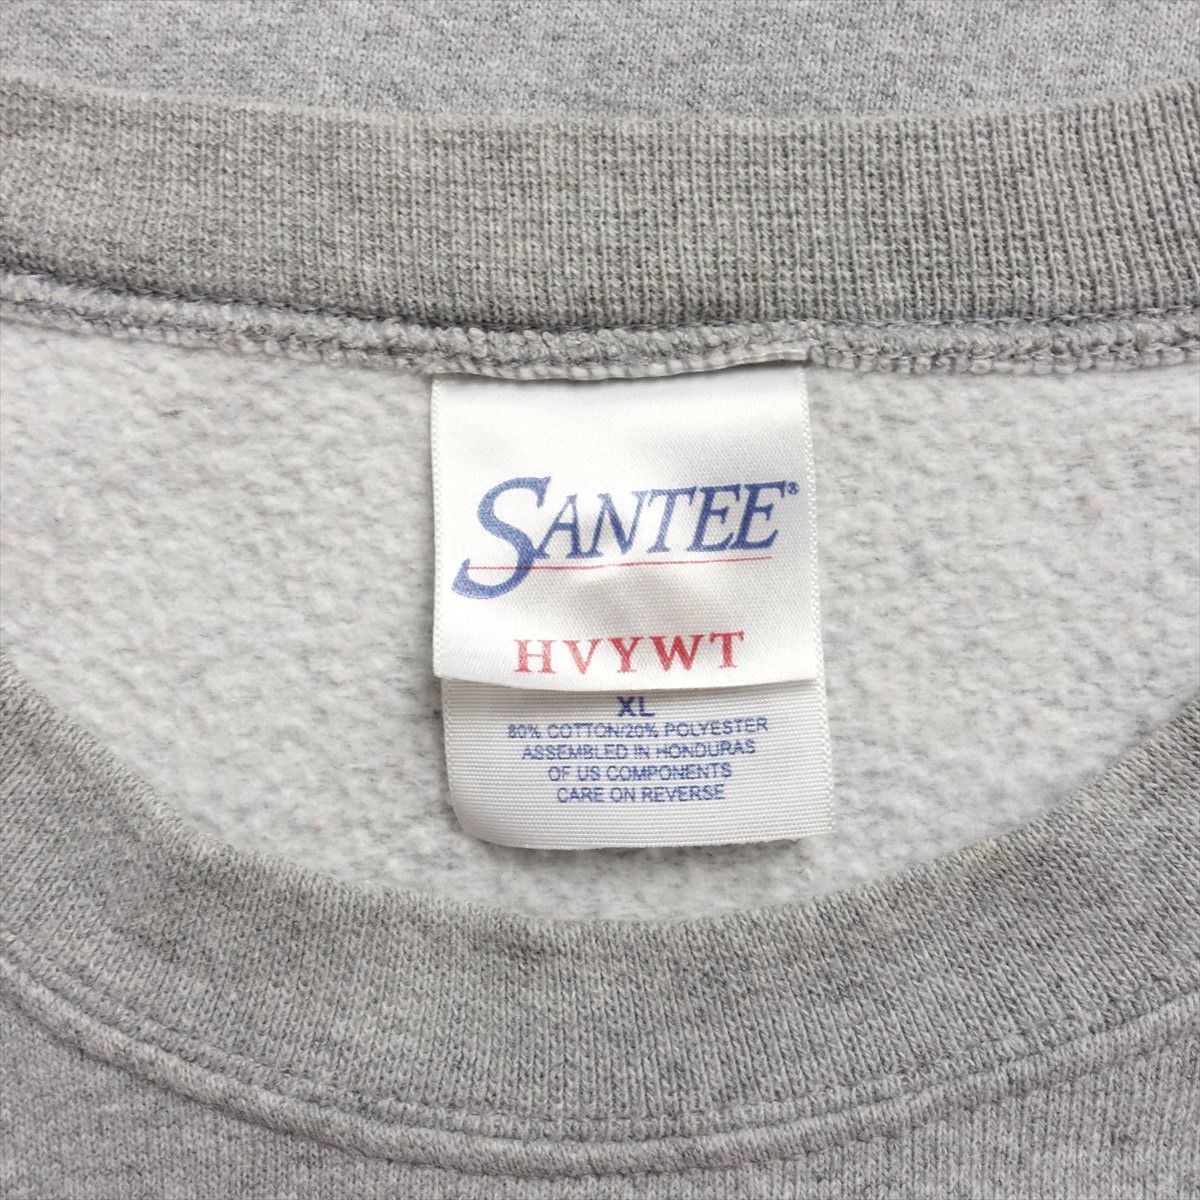 SANTEE®
HVYWT
XL
80% COTTON/20% POLYESTER
ASSEMBLED IN HONDURAS
OF US COMPONENTS
CARE ON REVERSE